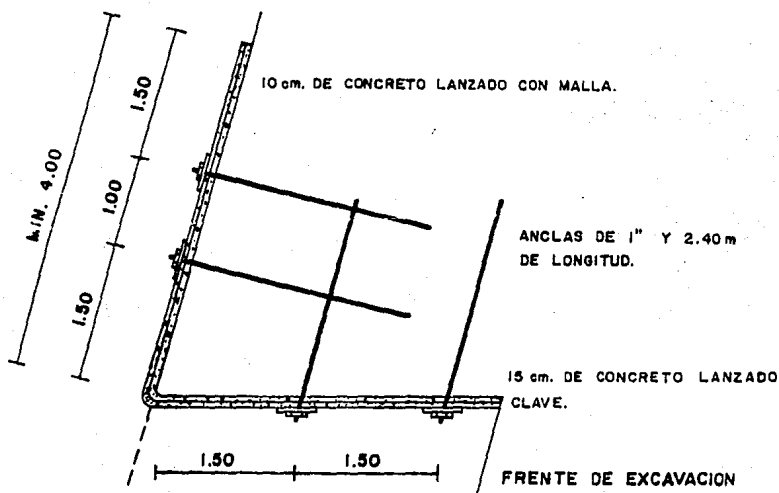 1.50
10 cm. DE CONCRETO LANZADO CON MALLA.
MIN. 4.00
1.00
ANCLAS DE 1" Y 2.40 m
DE LONGITUD.
1.50
15 cm. DE CONCRETO LANZADO
CLAVE.
1.50
1.50
FRENTE DE EXCAVACION